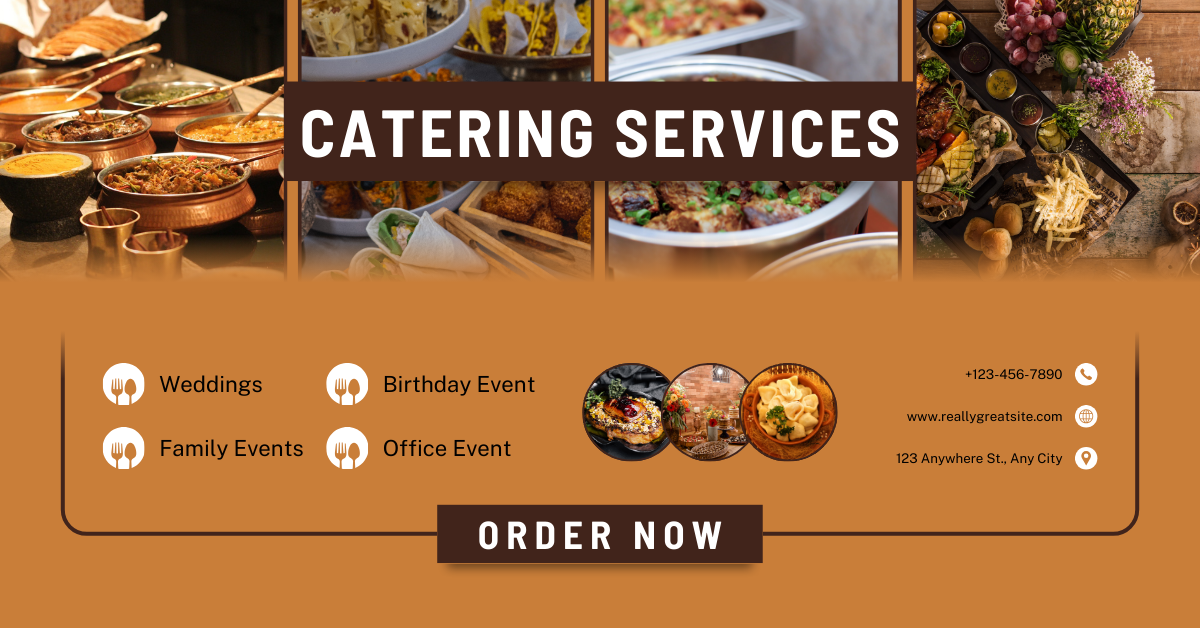 CATERING SERVICES
Weddings
Birthday Event
Family Events
Office Event
+123-456-7890
www.reallygreatsite.com
123 Anywhere St., Any City
ORDER NOW